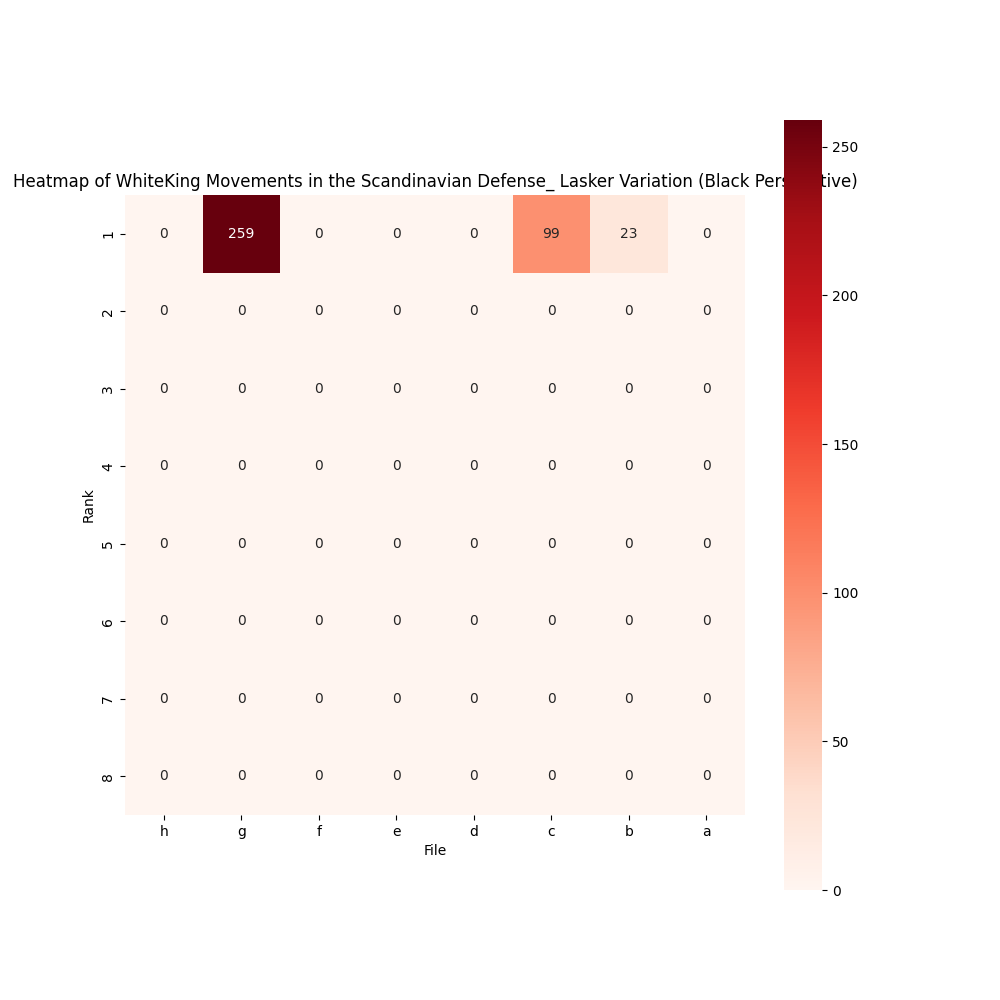 Heatmap of WhiteKing Movements in the Scandinavian Defense_ Lasker Variation (Black Pers tive)
1 0 259 0 0 0 99 23 0
2 0 0 0 0 0 0 0 0
3 0 0 0 0 0 0 0 0
4 0 0 0 0 0 0 0 0
5 0 0 0 0 0 0 0 0
6 0 0 0 0 0 0 0 0
7 0 0 0 0 0 0 0 0
8 0 0 0 0 0 0 0 0
Rank
h g f e d c b a
File
250
200
150
100
50
0